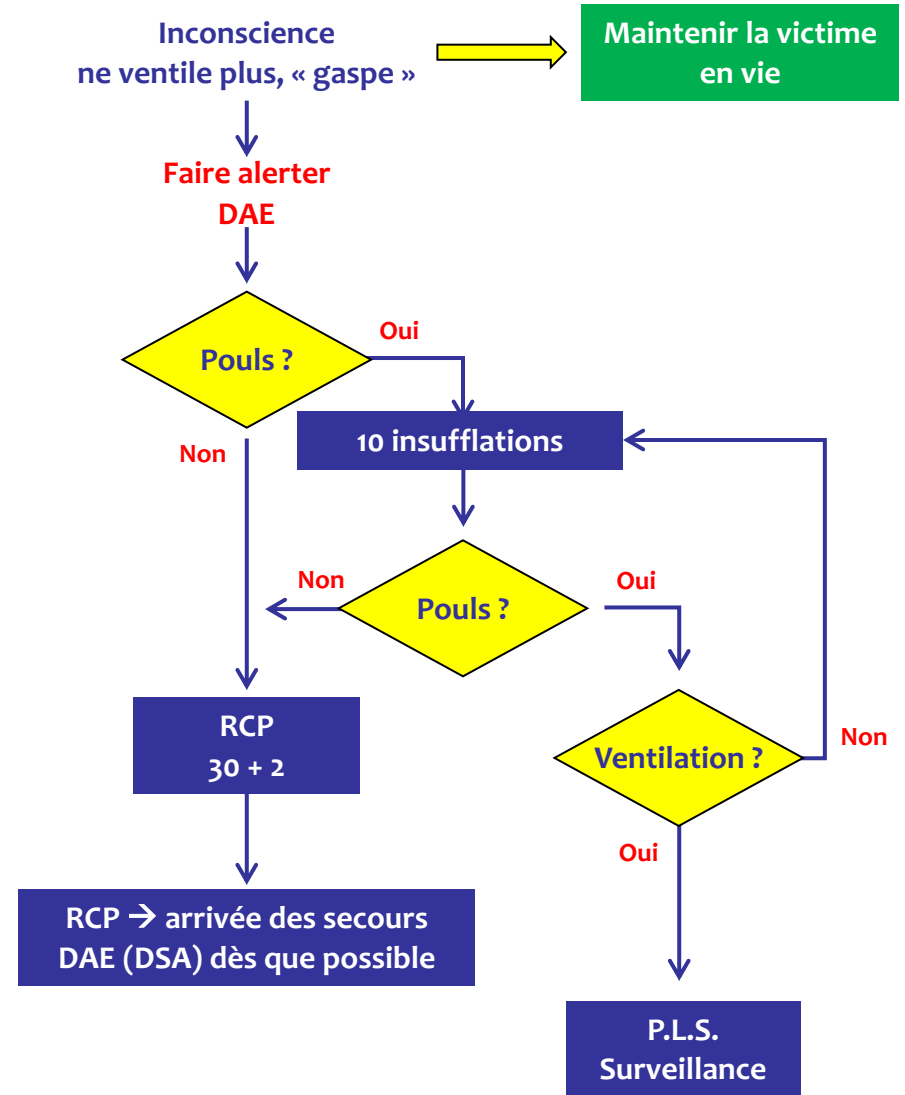 Inconscience
ne ventile plus, « gaspe »
Maintenir la victime
en vie
Faire alerter
DAE
Pouls ?
Oui
Non
10 insufflations
Pouls ?
Non
Oui
RCP
30 + 2
Ventilation ?
Non
Oui
RCP → arrivée des secours
DAE (DSA) dès que possible
P.L.S.
Surveillance